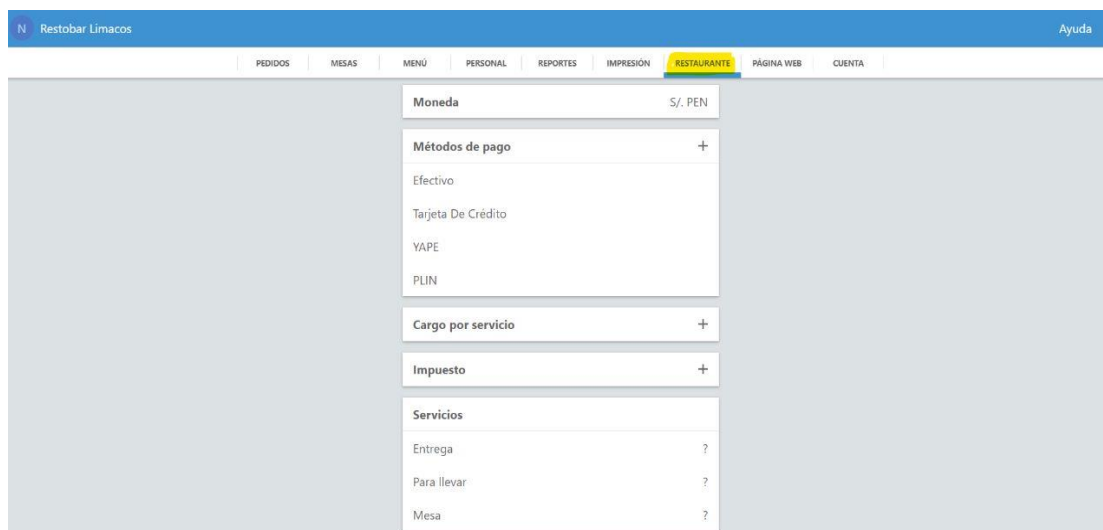 N Restobar Limacos Ayuda
PEDIDOS MESAS MENÚ PERSONAL REPORTES IMPRESIÓN RESTAURANTE PÁGINA WEB CUENTA
Moneda S/. PEN
Métodos de pago +
Efectivo
Tarjeta De Crédito
YAPE
PLIN
Cargo por servicio +
Impuesto +
Servicios
Entrega ?
Para llevar ?
Mesa ?